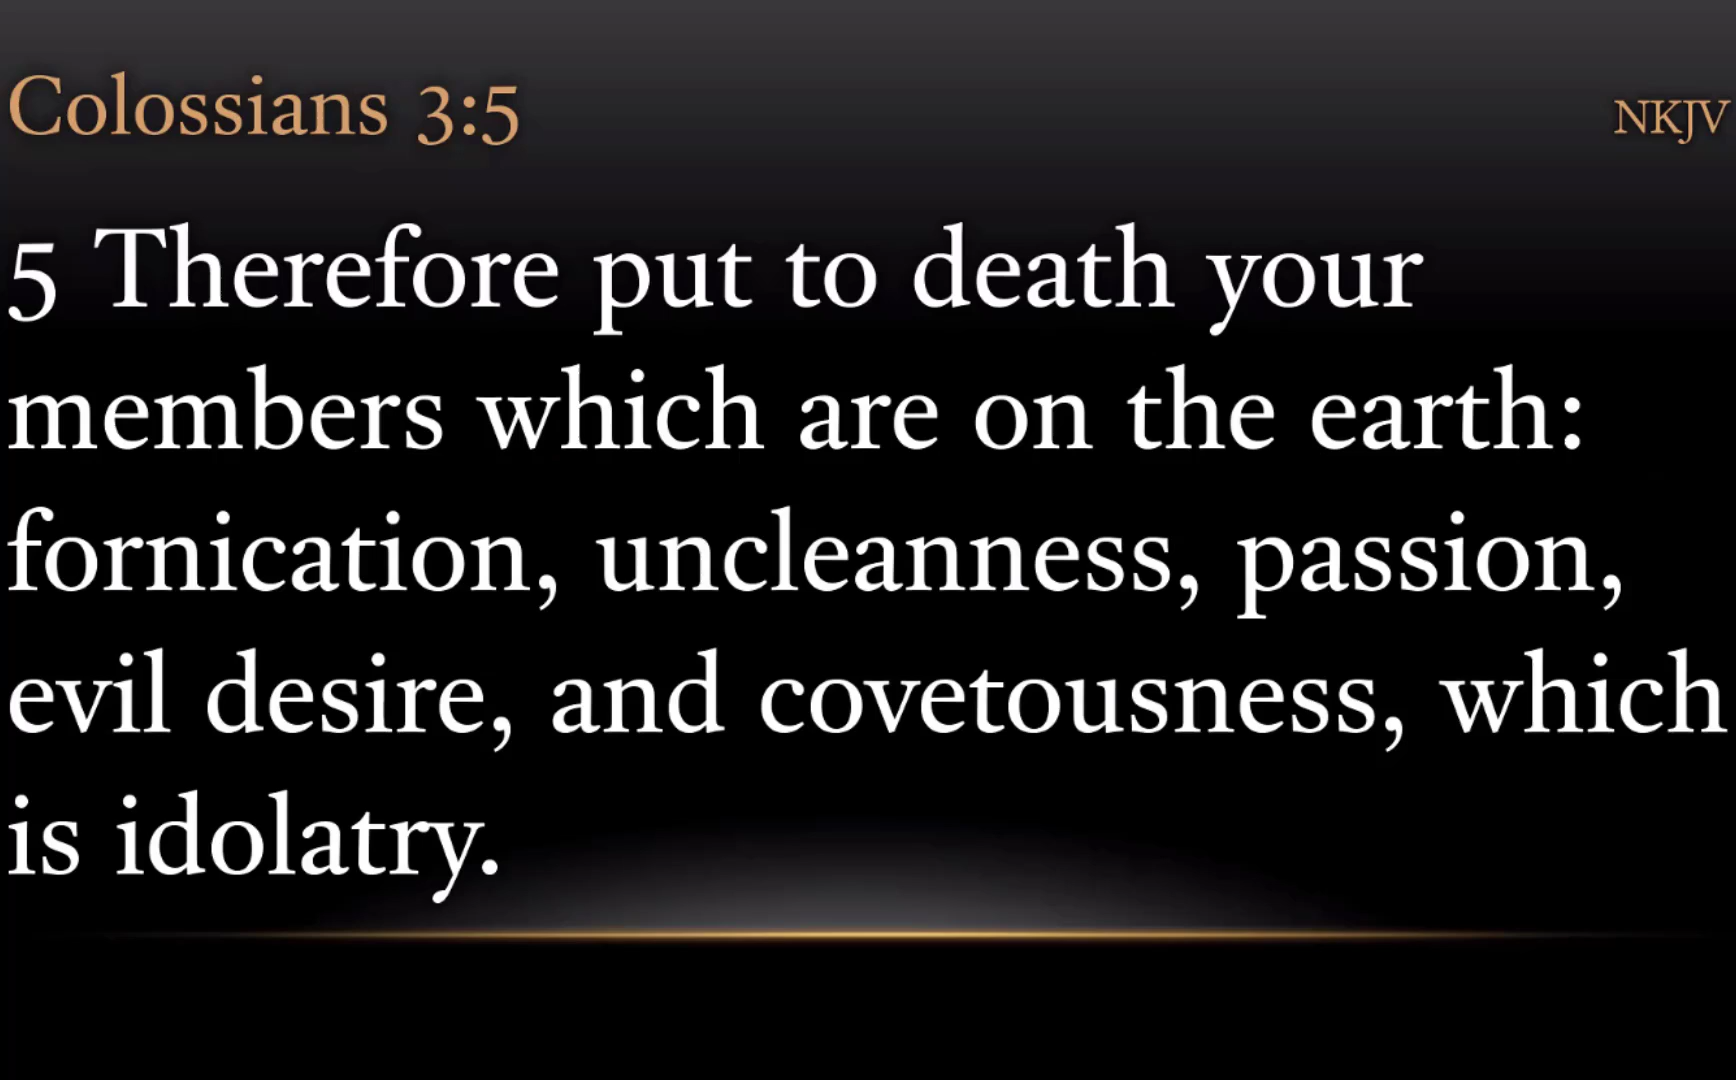 Colossians 3:5
NKJV
5 Therefore put to death your
members which are on the earth:
fornication, uncleanness, passion,
evil desire, and covetousness, which
is idolatry.